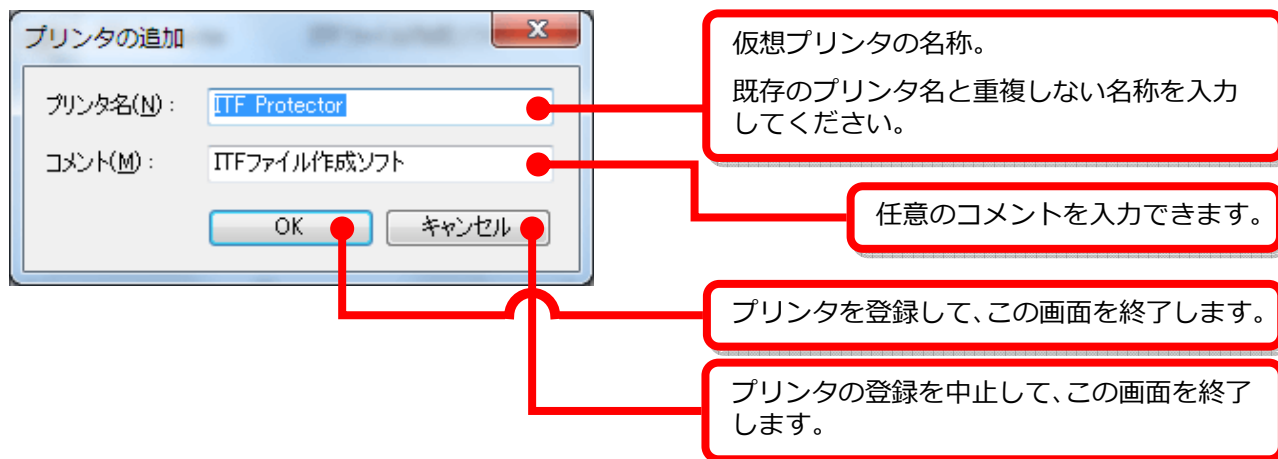 プリンタの追加
x
プリンタ名(N):
ITF Protector
コメント(M):
ITFファイル作成ソフト
OK
キャンセル
仮想プリンタの名称。
既存のプリンタ名と重複しない名称を入力
してください。
任意のコメントを入力できます。
プリンタを登録して、この画面を終了します。
プリンタの登録を中止して、この画面を終了
します。